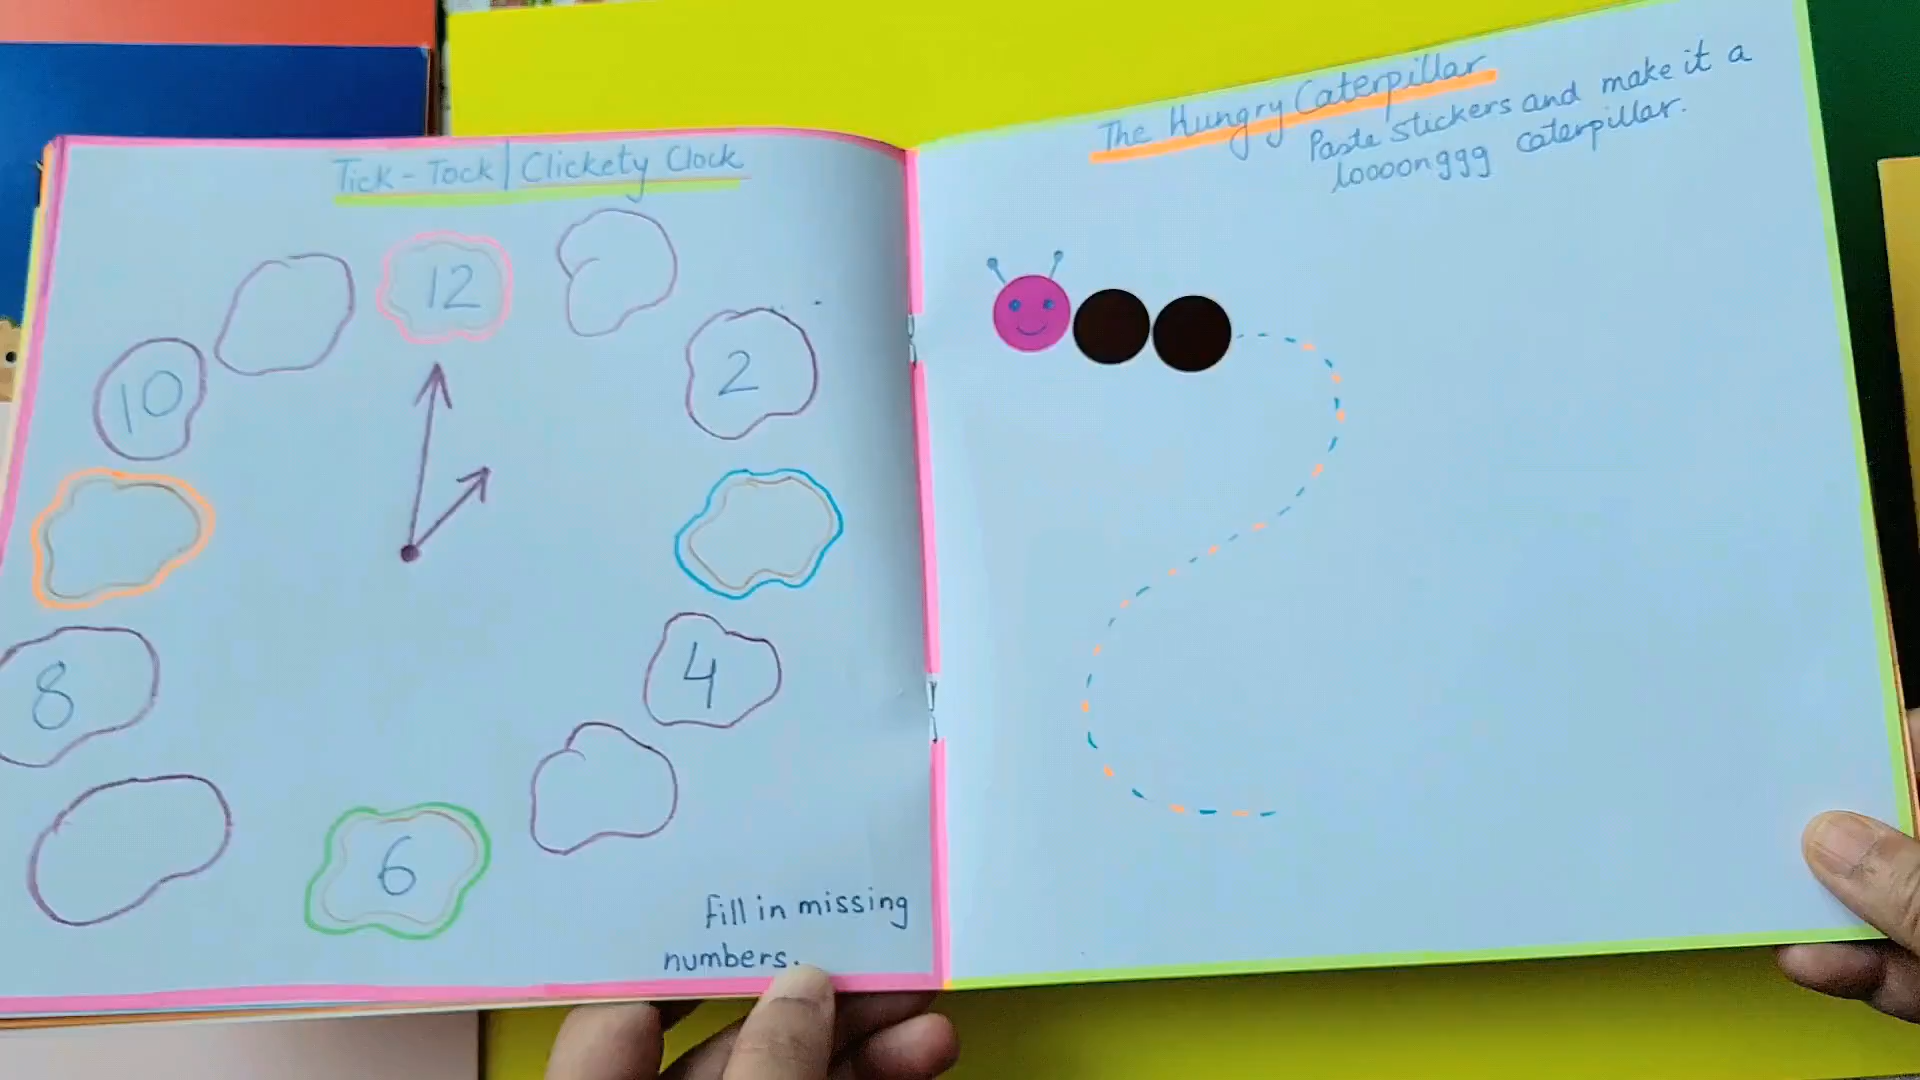 Tick-Tock | Clickety Clock
12
10
2
8
4
6
fill in missing
numbers.
The Hungry Caterpillar
Paste stickers and make it a
loooonggg caterpillar.